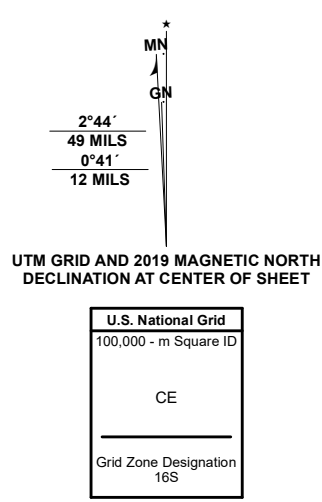 MN
GN
2°44´
49 MILS
0°41´
12 MILS
UTM GRID AND 2019 MAGNETIC NORTH
DECLINATION AT CENTER OF SHEET
U.S. National Grid
100,000 - m Square ID
CE
Grid Zone Designation
16S